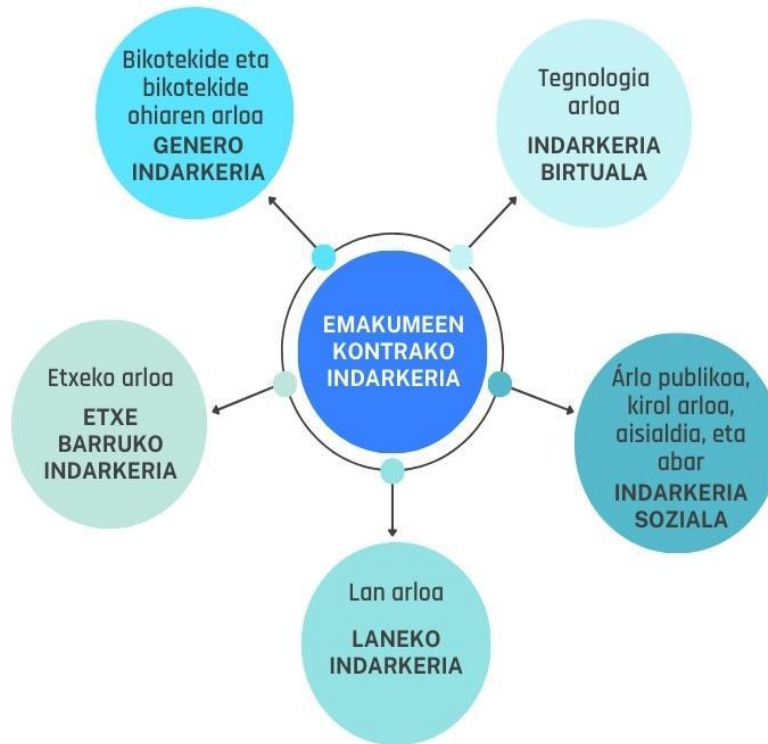 Bikotekide eta
bikotekide
ohiaren arloa
GENERO
INDARKERIA
Tegnologia
arloa
INDARKERIA
BIRTUALA
EMAKUMEEN
KONTRAKO
INDARKERIA
Etxeko arloa
ETXE
BARRUKO
INDARKERIA
Árlo publikoa,
kirol arloa,
aisialdia, eta
abar
INDARKERIA
SOZIALA
Lan arloa
LANEKO
INDARKERIA